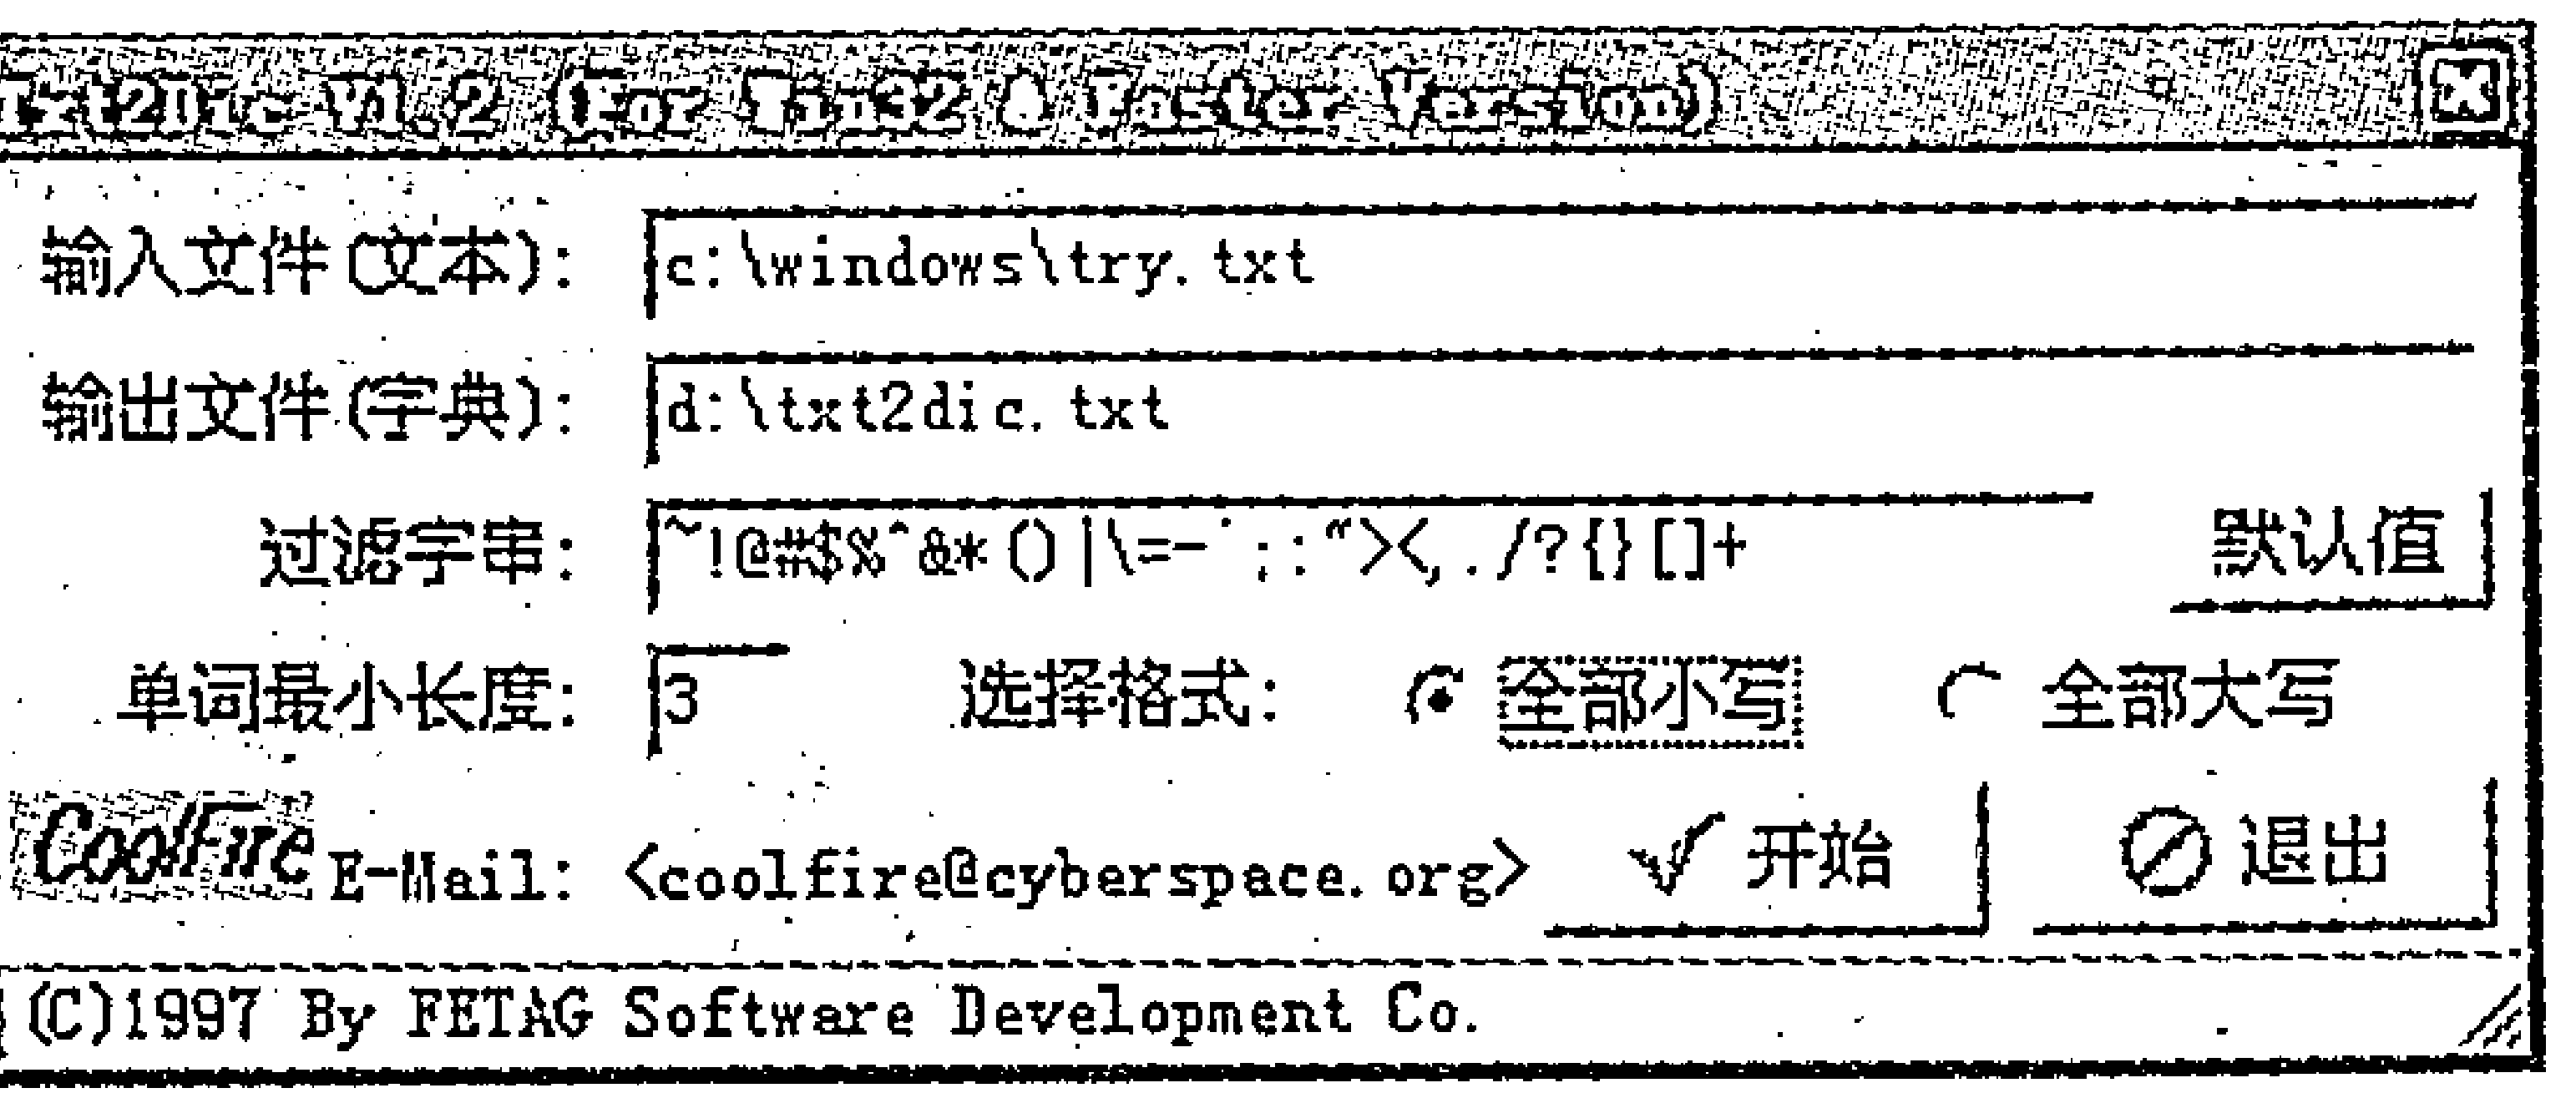 Txt2Dic V1.2 (For Win32 & Faster Version)
输入文件(文本): c:\windows\try.txt
输出文件(字典): d:\txt2dic.txt
过滤字串: ~!@#$%^&*()|\=-`;:"><,./?{}[]+ 默认值
单词最小长度: 3 选择格式: 全部小写 全部大写
CoolFire E-Mail: <coolfire@cyberspace.org> 开始 退出
(C)1997 By FETAG Software Development Co.